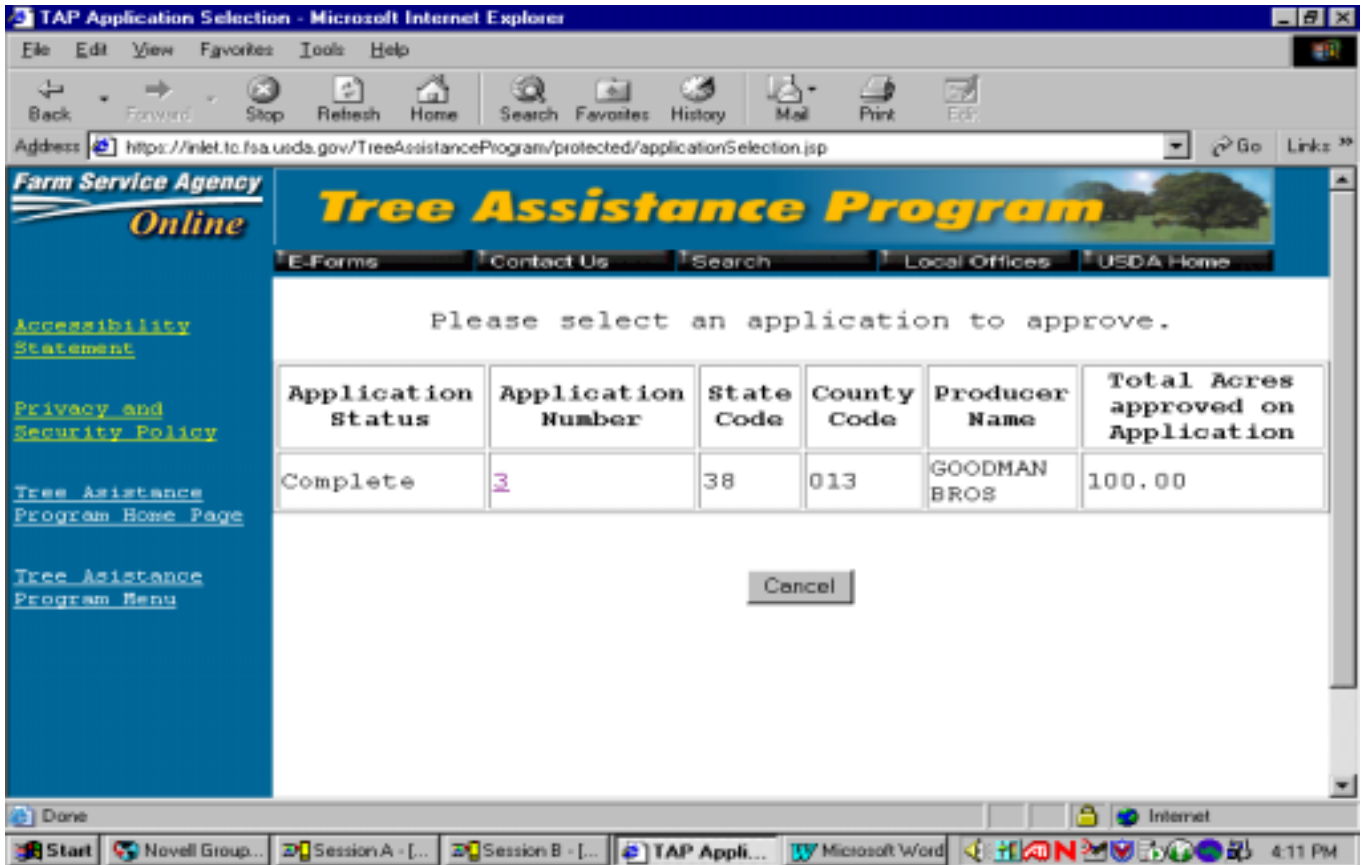 TAP Application Selection - Microsoft Internet Explorer
File Edit View Favorites Tools Help
Back Forward Stop Refresh Home Search Favorites History Mail Print Edit
Address https://inlet.tc.fsa.usda.gov/TreeAssistanceProgram/protected/applicationSelection.jsp Go Links »
Farm Service Agency
Online
Tree Assistance Program
E-Forms Contact Us Search Local Offices USDA Home
Accessibility
Statement
Privacy and
Security Policy
Tree Asistance
Program Home Page
Tree Asistance
Program Menu
Please select an application to approve.
Application
Status
Application
Number
State
Code
County
Code
Producer
Name
Total Acres
approved on
Application
Complete 3 38 013 GOODMAN
BROS 100.00
Cancel
Done Internet
Start Novell Group... Session A - [... Session B - [... TAP Appli... Microsoft Word 4:11 PM